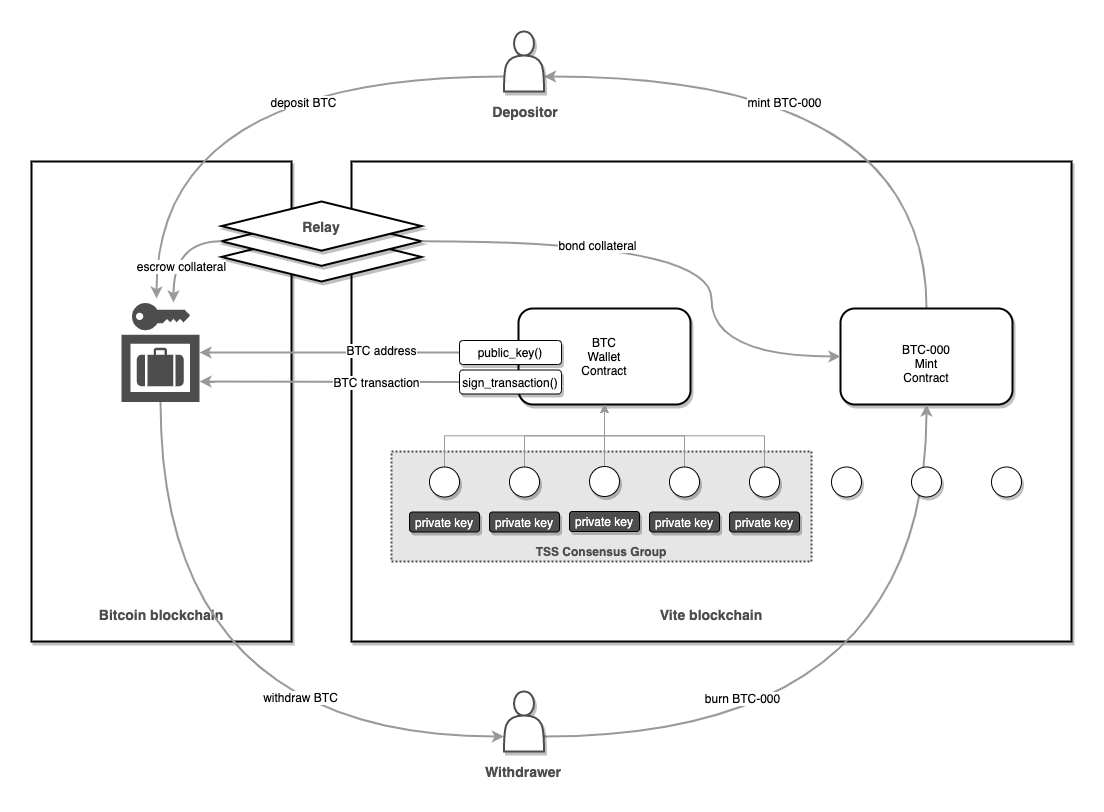 Depositor
deposit BTC
mint BTC-000
Relay
bond collateral
escrow collateral
BTC address
public_key()
BTC
Wallet
Contract
BTC-000
Mint
Contract
BTC transaction
sign_transaction()
private key
private key
private key
private key
private key
TSS Consensus Group
Bitcoin blockchain
Vite blockchain
withdraw BTC
burn BTC-000
Withdrawer